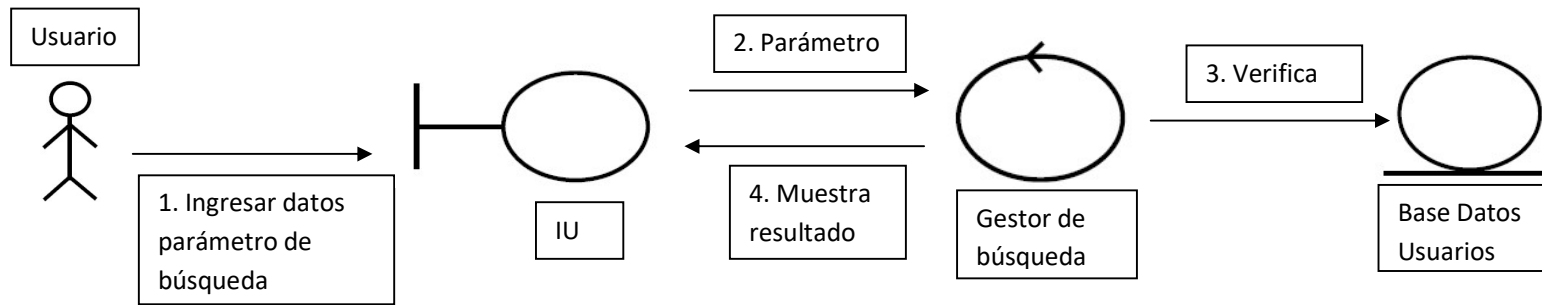 Usuario
2. Parámetro
3. Verifica
1. Ingresar datos
parámetro de
búsqueda
IU
4. Muestra
resultado
Gestor de
búsqueda
Base Datos
Usuarios